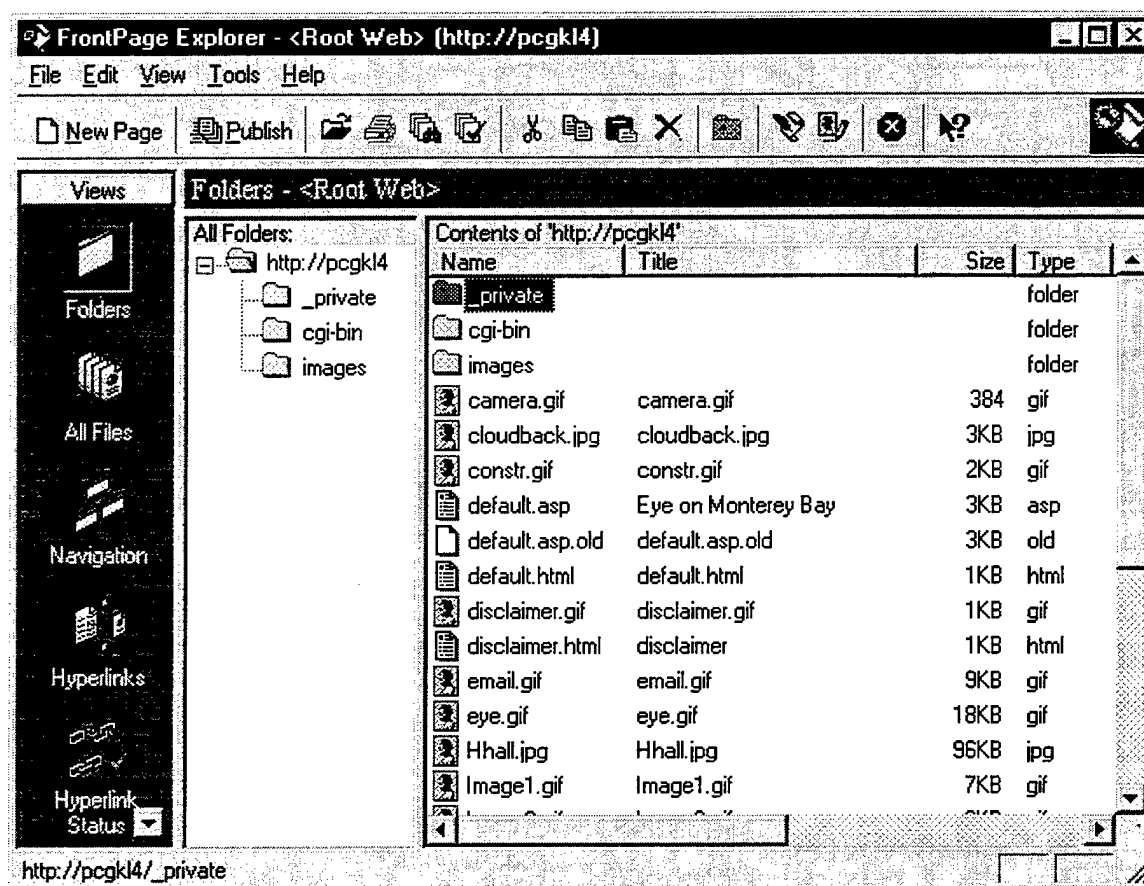 FrontPage Explorer - <Root Web> (http://pcgkl4)
File Edit View Tools Help
New Page Publish
Views
Folders - <Root Web>
Folders
All Files
Navigation
Hyperlinks
Hyperlink Status
All Folders:
http://pcgkl4
_private
cgi-bin
images
Contents of 'http://pcgkl4'
Name Title Size Type
_private folder
cgi-bin folder
images folder
camera.gif camera.gif 384 gif
cloudback.jpg cloudback.jpg 3KB jpg
constr.gif constr.gif 2KB gif
default.asp Eye on Monterey Bay 3KB asp
default.asp.old default.asp.old 3KB old
default.html default.html 1KB html
disclaimer.gif disclaimer.gif 1KB gif
disclaimer.html disclaimer 1KB html
email.gif email.gif 9KB gif
eye.gif eye.gif 18KB gif
Hhall.jpg Hhall.jpg 96KB jpg
Image1.gif Image1.gif 7KB gif
http://pcgkl4/_private